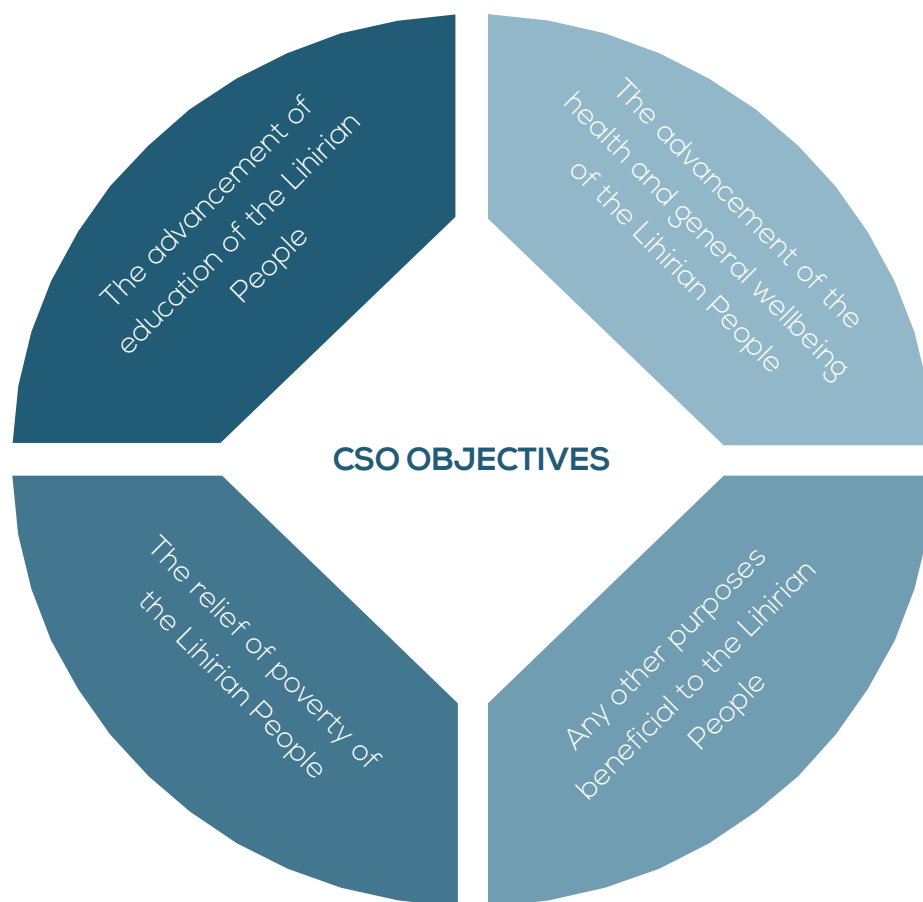 The advancement of
education of the Lihirian
People
The advancement of the
health and general wellbeing
of the Lihirian People
CSO OBJECTIVES
The relief of poverty of
the Lihirian People
Any other purposes
beneficial to the Lihirian
People